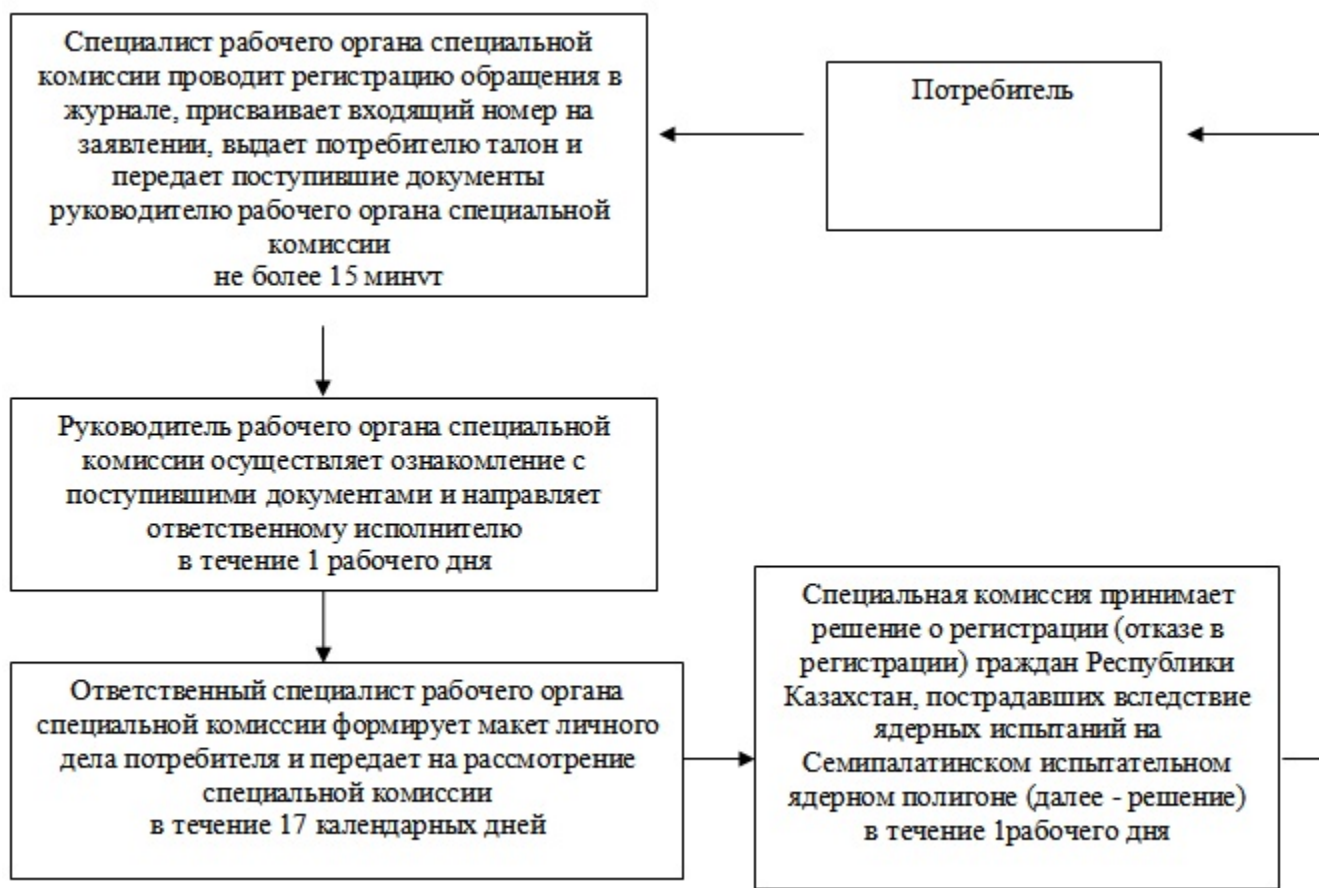 Специалист рабочего органа специальной
комиссии проводит регистрацию обращения в
журнале, присваивает входящий номер на
заявлении, выдает потребителю талон и
передает поступившие документы
руководителю рабочего органа специальной
комиссии
не более 15 минут
Потребитель
Руководитель рабочего органа специальной
комиссии осуществляет ознакомление с
поступившими документами и направляет
ответственному исполнителю
в течение 1 рабочего дня
Ответственный специалист рабочего органа
специальной комиссии формирует макет личного
дела потребителя и передает на рассмотрение
специальной комиссии
в течение 17 календарных дней
Специальная комиссия принимает
решение о регистрации (отказе в
регистрации) граждан Республики
Казахстан, пострадавших вследствие
ядерных испытаний на
Семипалатинском испытательном
ядерном полигоне (далее - решение)
в течение 1рабочего дня